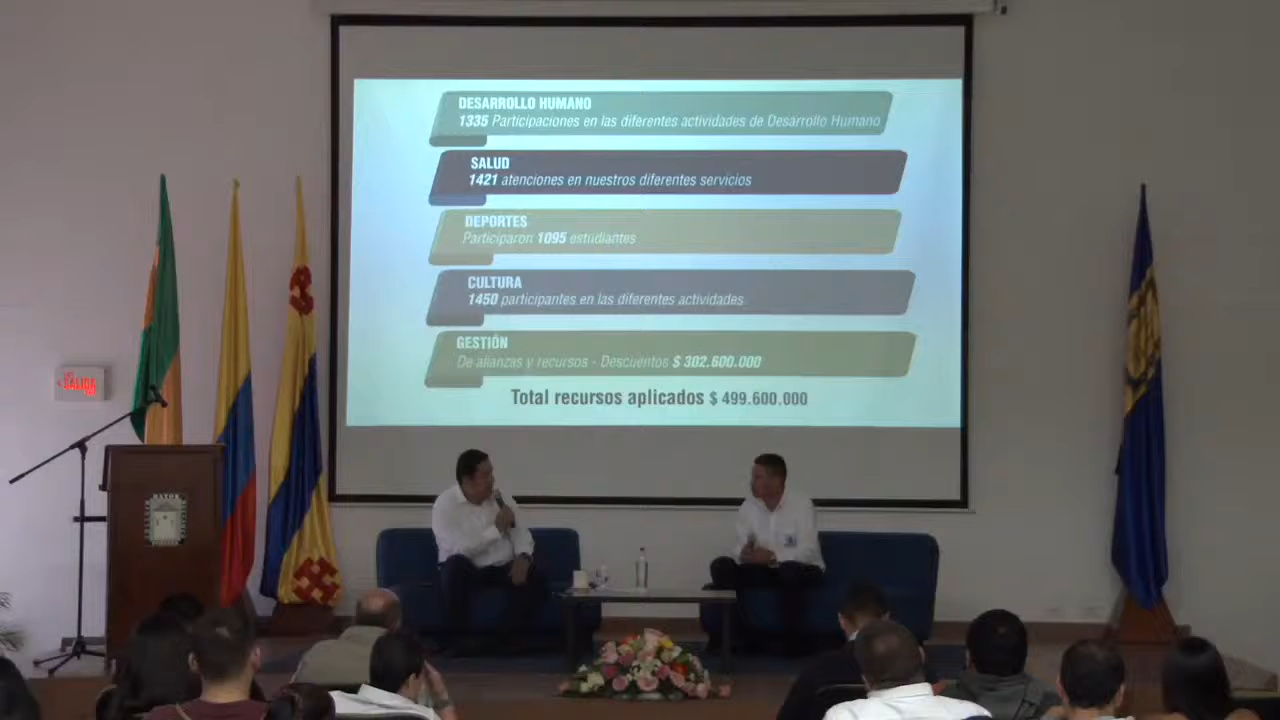 DESARROLLO HUMANO
1335 Participaciones en las diferentes actividades de Desarrollo Humano
SALUD
1421 atenciones en nuestros diferentes servicios
DEPORTES
Participaron 1095 estudiantes
CULTURA
1450 participantes en las diferentes actividades
GESTIÓN
De alianzas y recursos - Descuentos $ 302.600.000
Total recursos aplicados $ 499.600.000
SALIDA